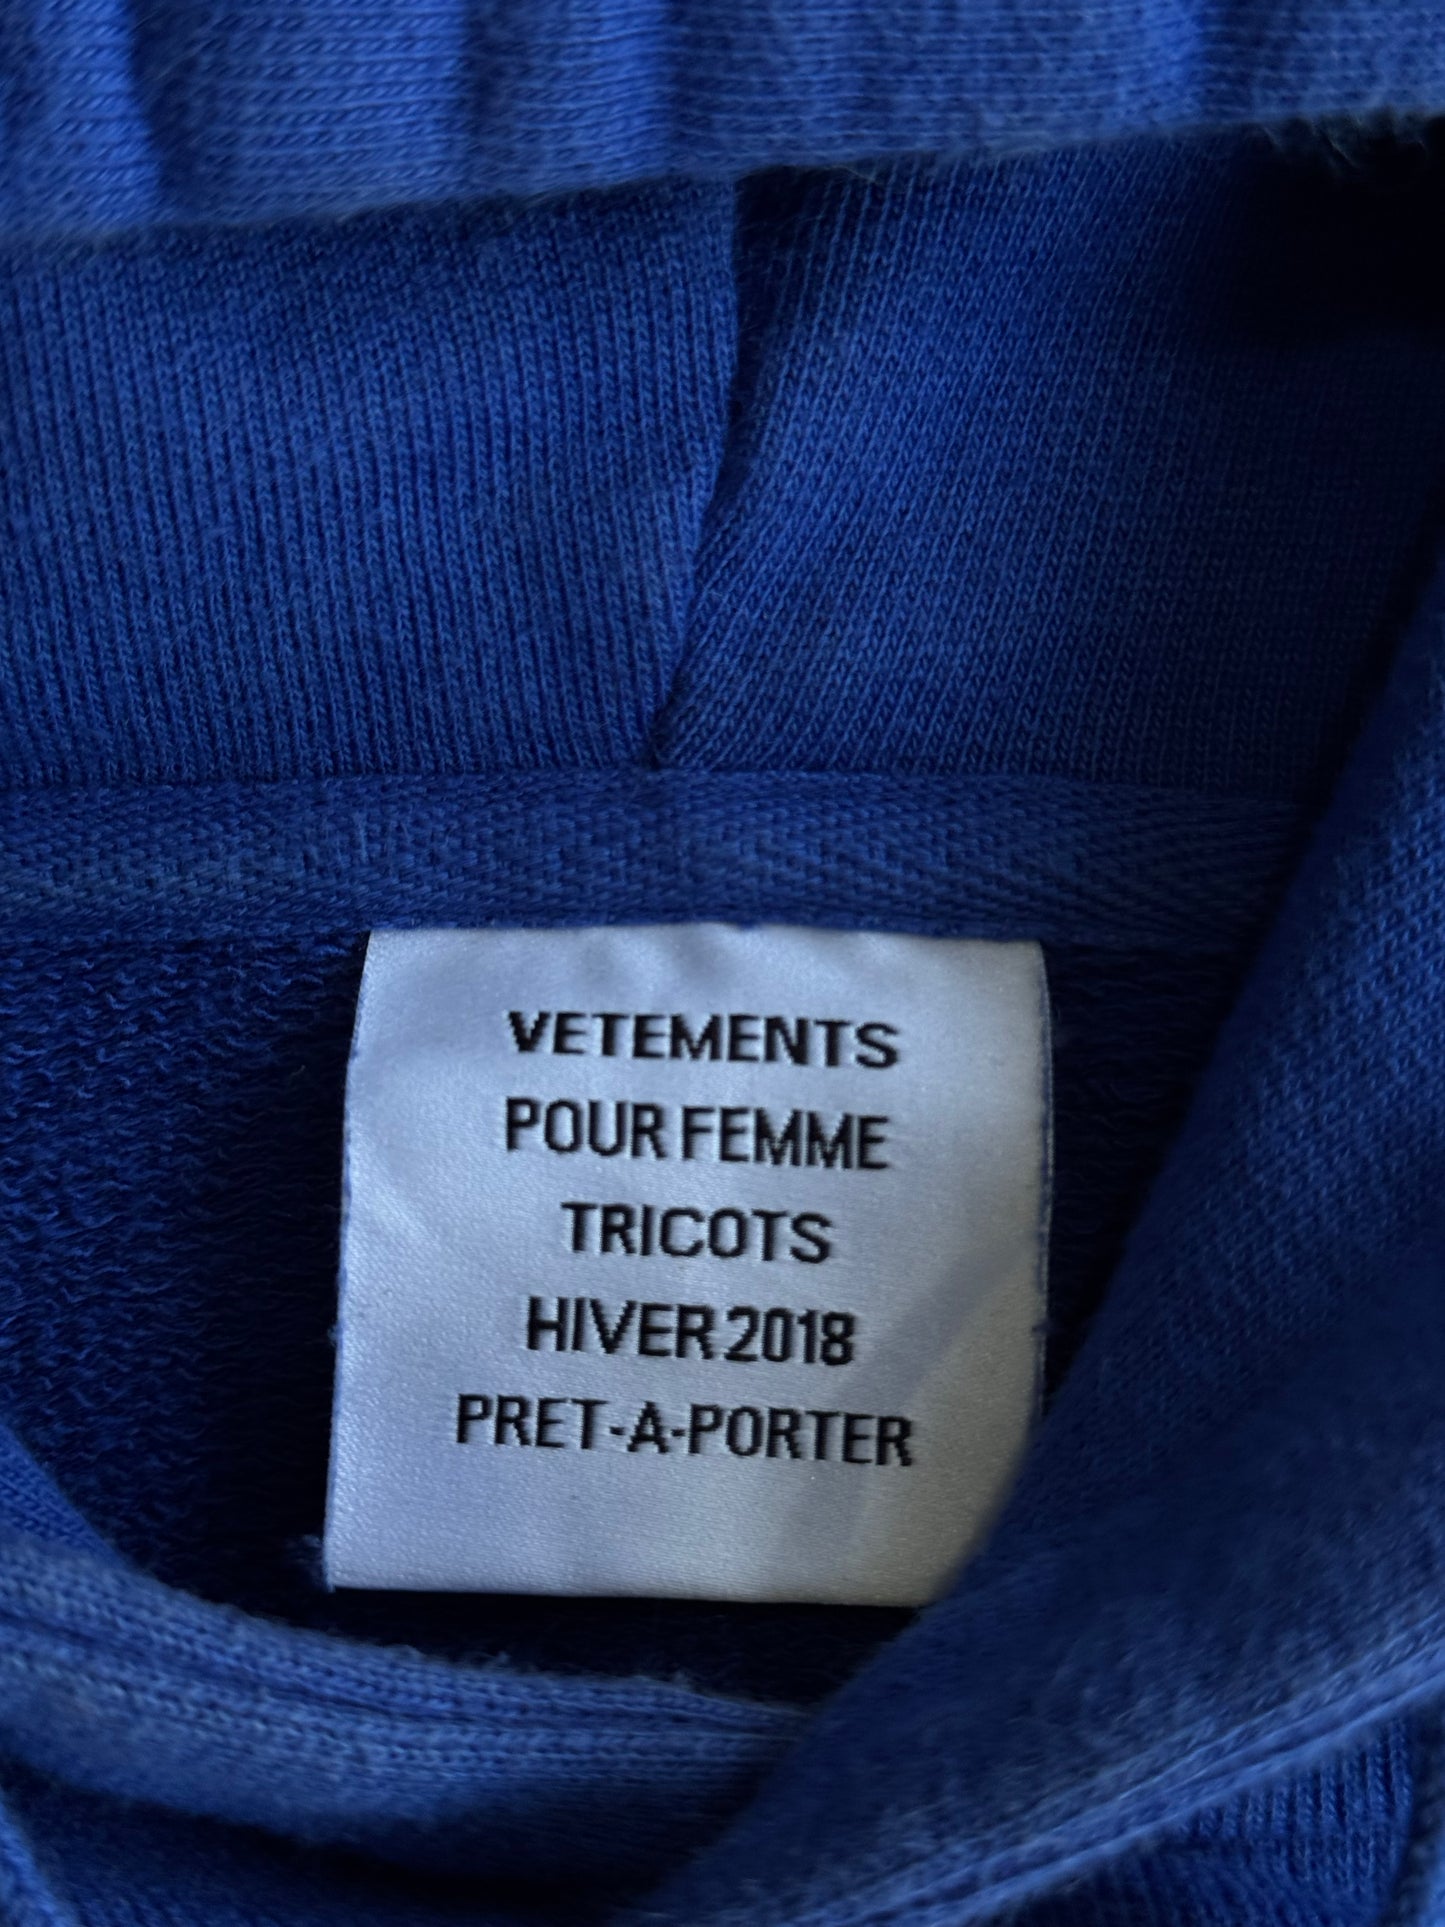 VETEMENTS
POUR FEMME
TRICOTS
HIVER 2018
PRET-A-PORTER